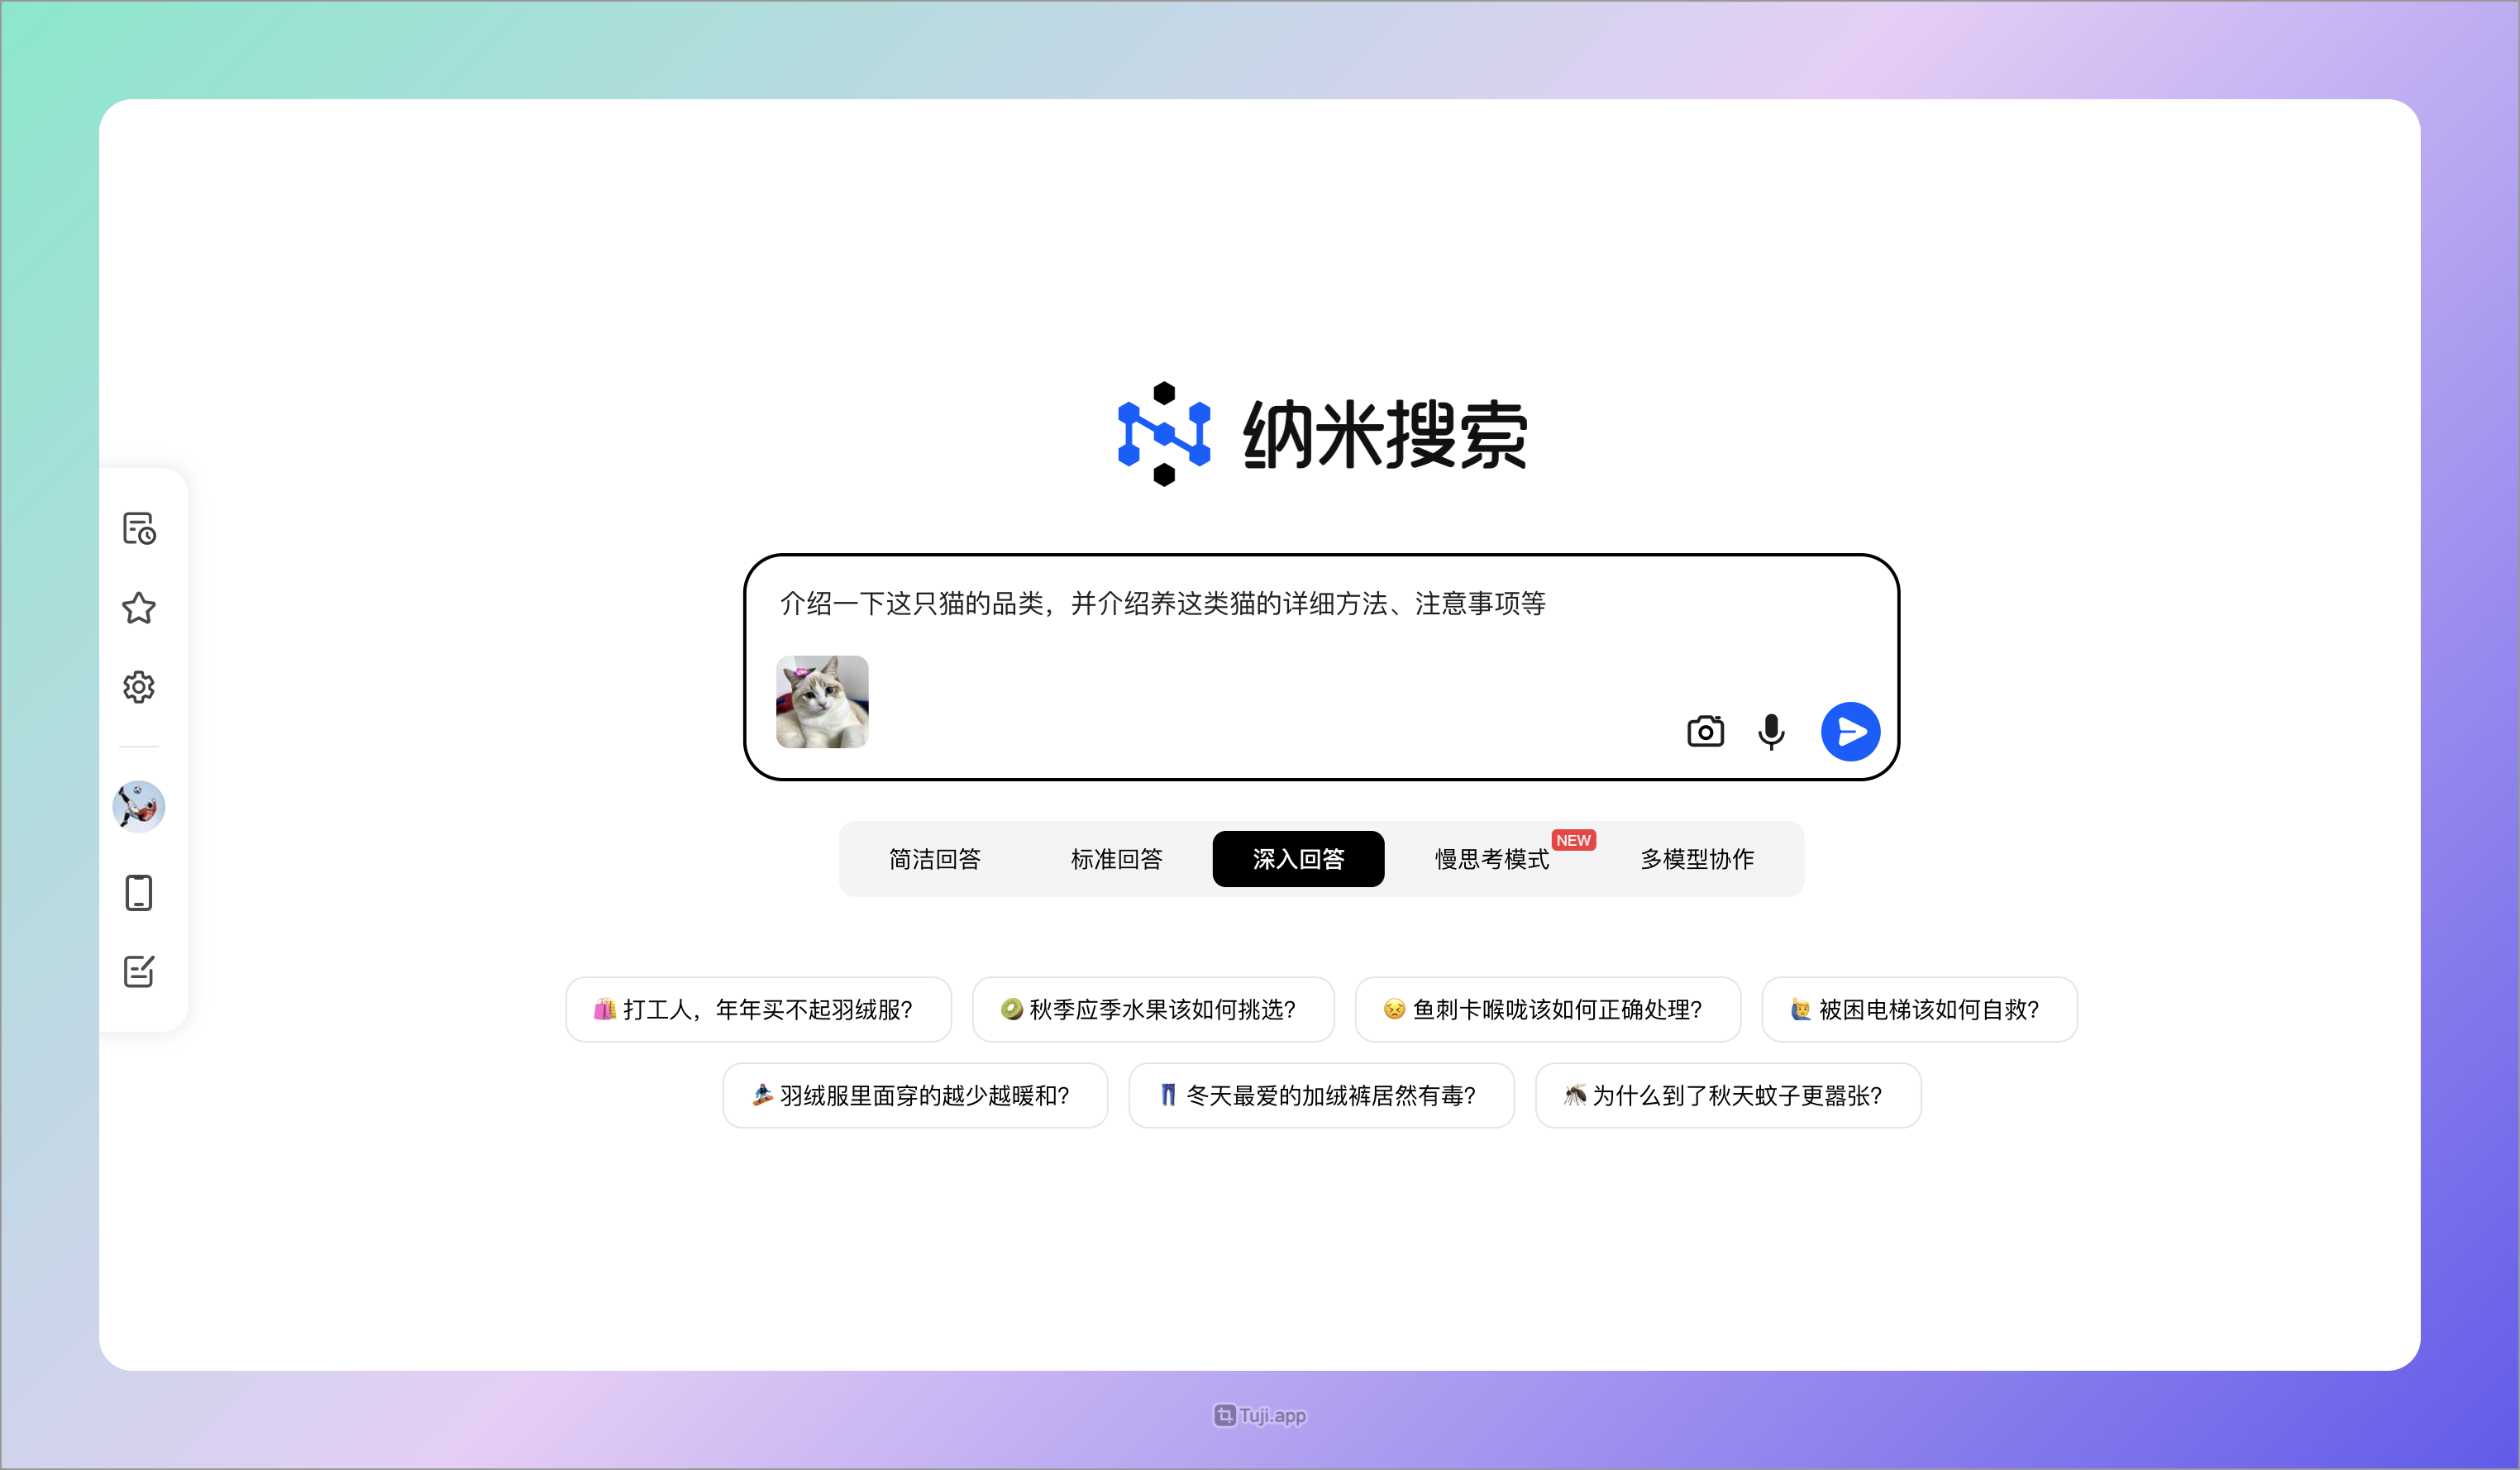 纳米搜索
介绍一下这只猫的品类，并介绍养这类猫的详细方法、注意事项等
简洁回答
标准回答
深入回答
慢思考模式
NEW
多模型协作
打工人，年年买不起羽绒服？
秋季应季水果该如何挑选？
鱼刺卡喉咙该如何正确处理？
被困电梯该如何自救？
羽绒服里面穿的越少越暖和？
冬天最爱的加绒裤居然有毒？
为什么到了秋天蚊子更嚣张？
Tuji.app